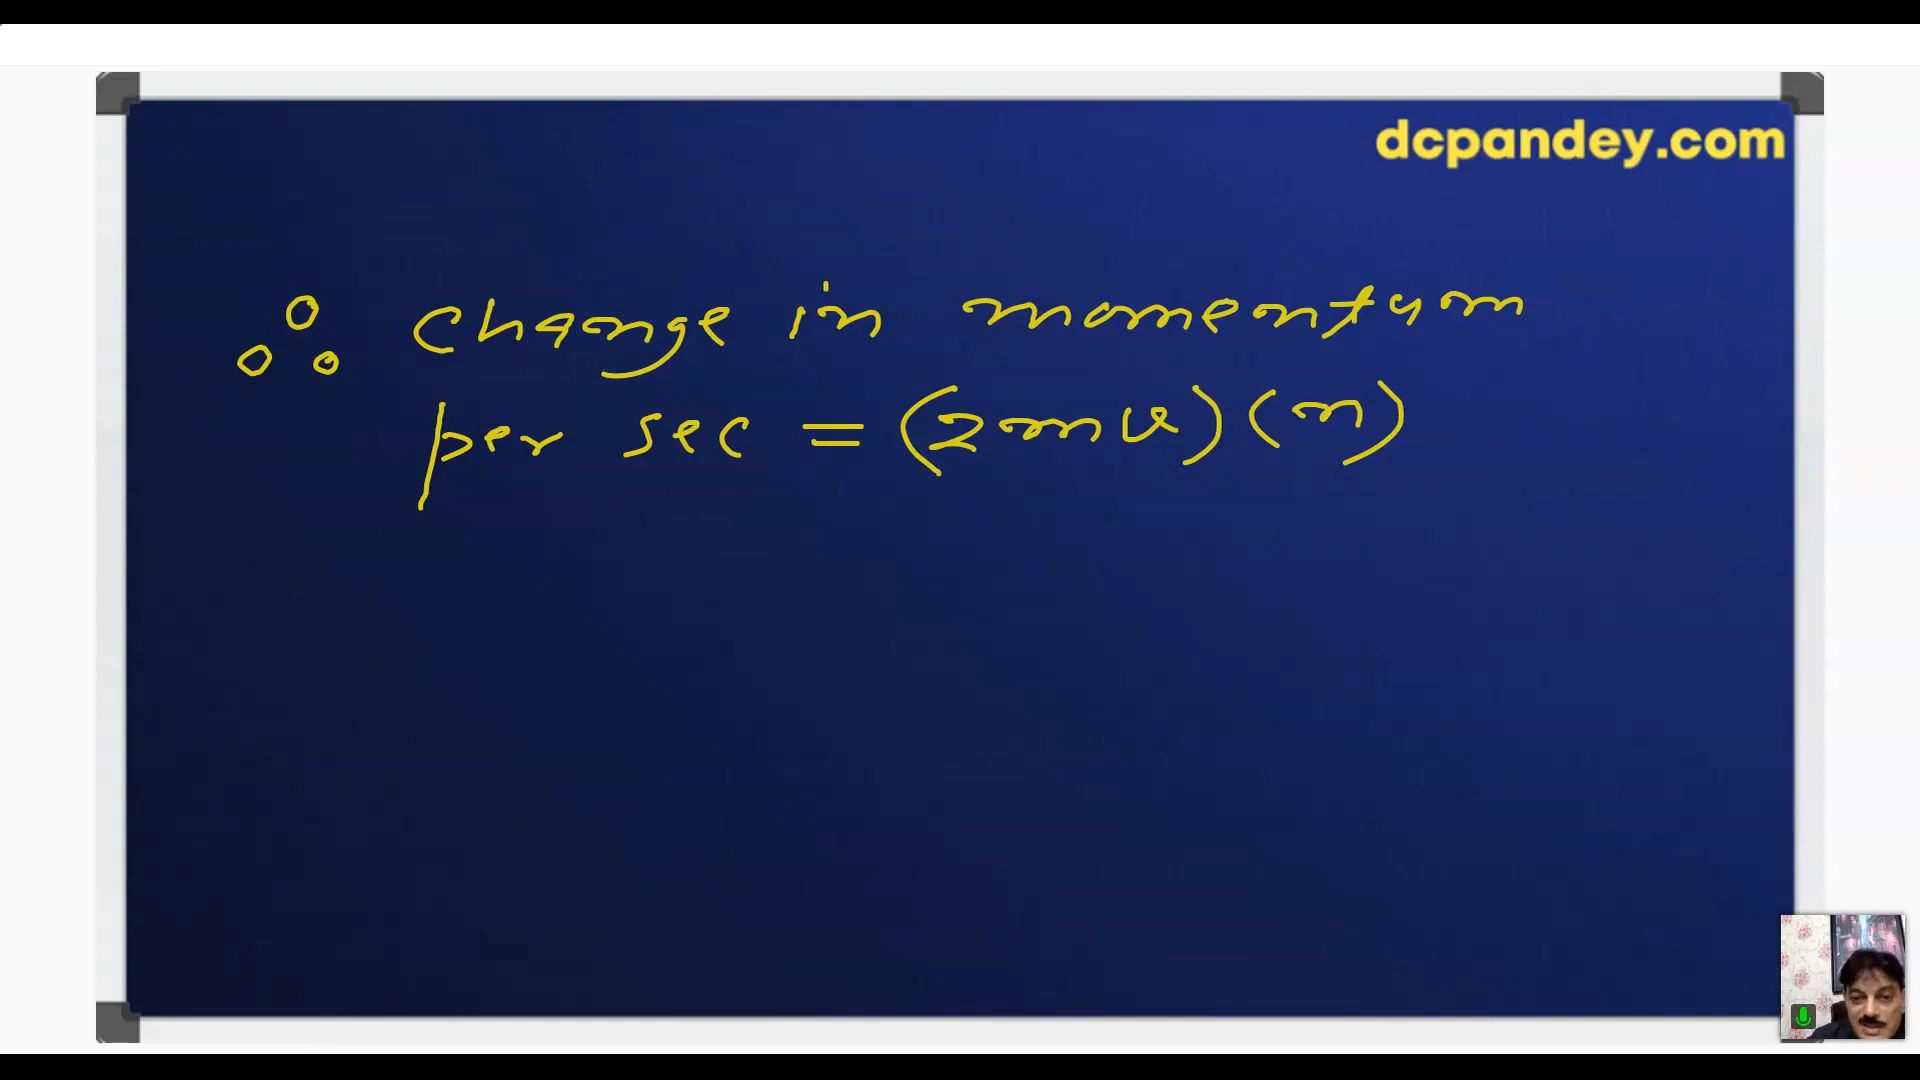 dcpandey.com
∴ change in momentum
per sec = (2mv)(n)